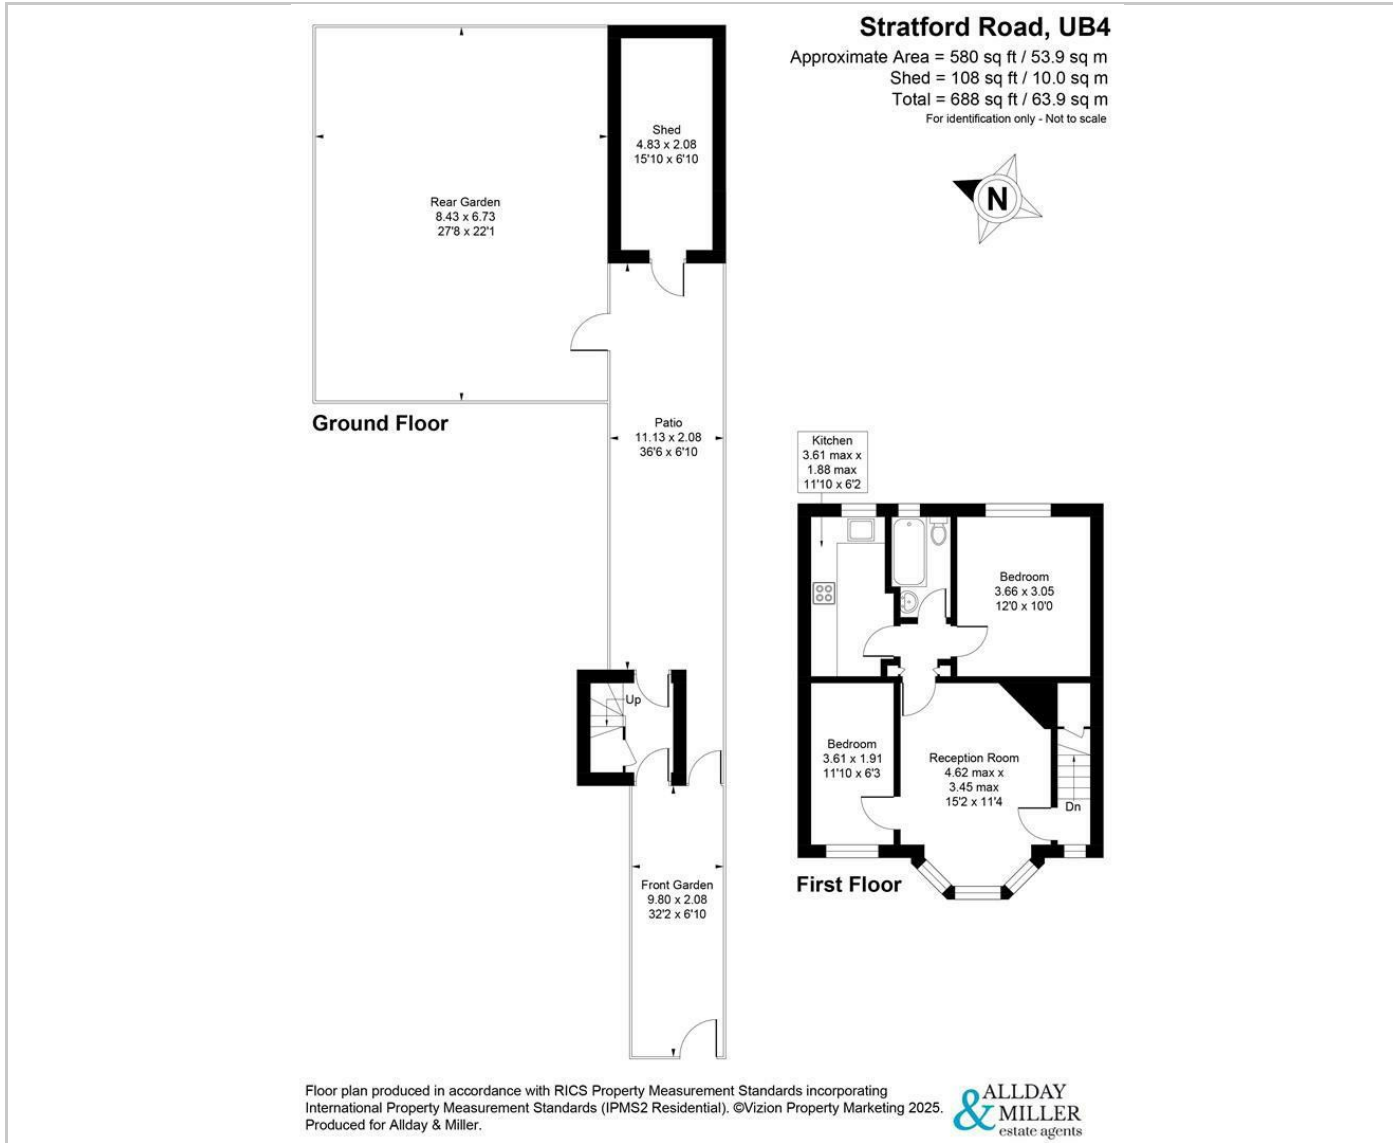 Stratford Road, UB4
Approximate Area = 580 sq ft / 53.9 sq m
Shed = 108 sq ft / 10.0 sq m
Total = 688 sq ft / 63.9 sq m
For identification only - Not to scale
N
Shed
4.83 x 2.08
15'10 x 6'10
Rear Garden
8.43 x 6.73
27'8 x 22'1
Ground Floor
Patio
11.13 x 2.08
36'6 x 6'10
Up
Front Garden
9.80 x 2.08
32'2 x 6'10
Kitchen
3.61 max x
1.88 max
11'10 x 6'2
Bedroom
3.66 x 3.05
12'0 x 10'0
Bedroom
3.61 x 1.91
11'10 x 6'3
Reception Room
4.62 max x
3.45 max
15'2 x 11'4
Dn
First Floor
Floor plan produced in accordance with RICS Property Measurement Standards incorporating
International Property Measurement Standards (IPMS2 Residential). ©Vizion Property Marketing 2025.
Produced for Allday & Miller.
ALLDAY
& MILLER
estate agents